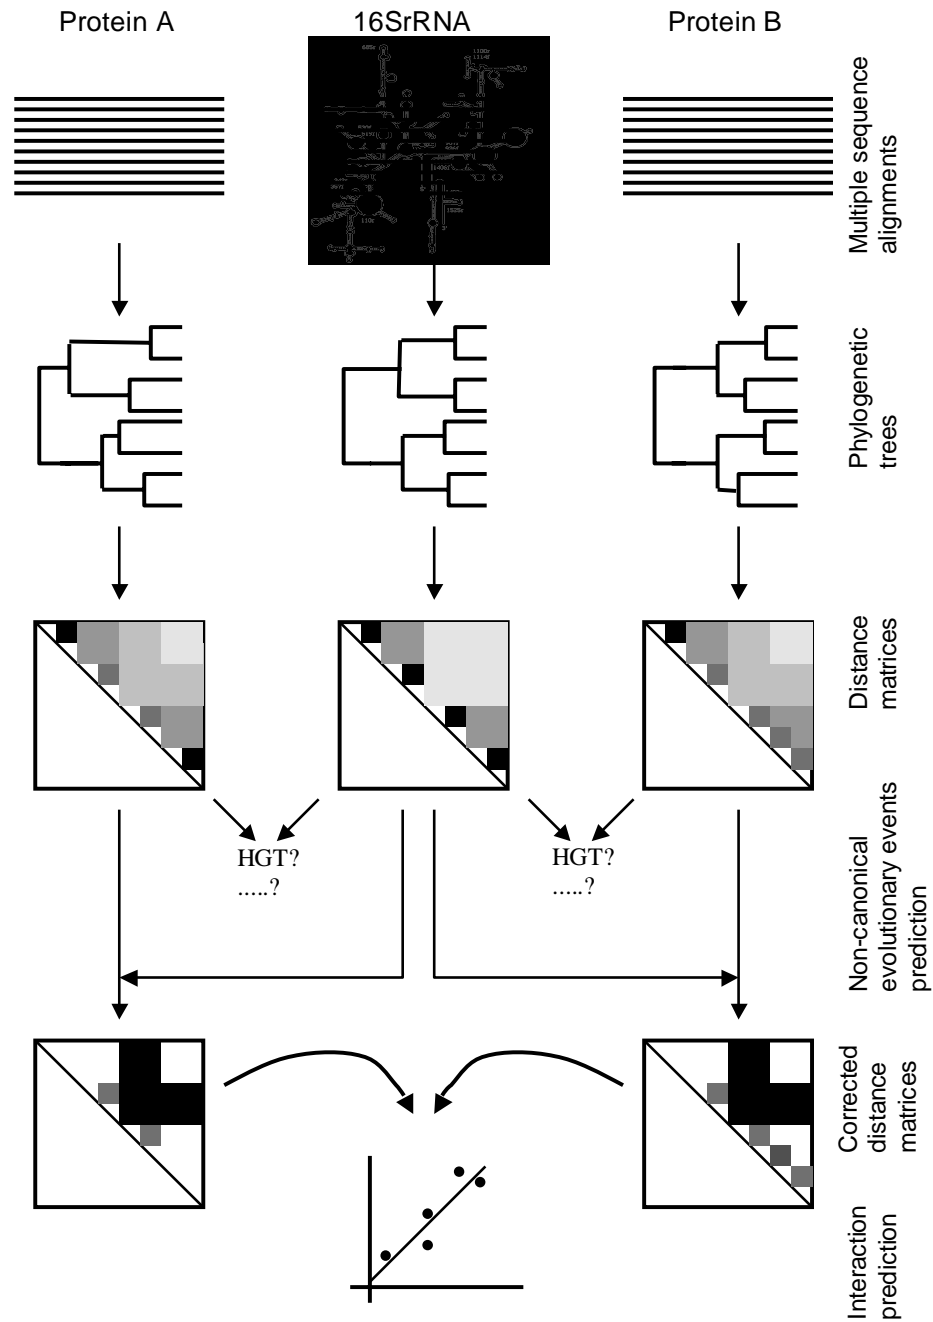 Protein A
16SrRNA
Protein B
Multiple sequence
alignments
Phylogenetic
trees
Distance
matrices
HGT?
.....?
HGT?
.....?
Non-canonical
evolutionary events
prediction
Corrected
distance
matrices
Interaction
prediction